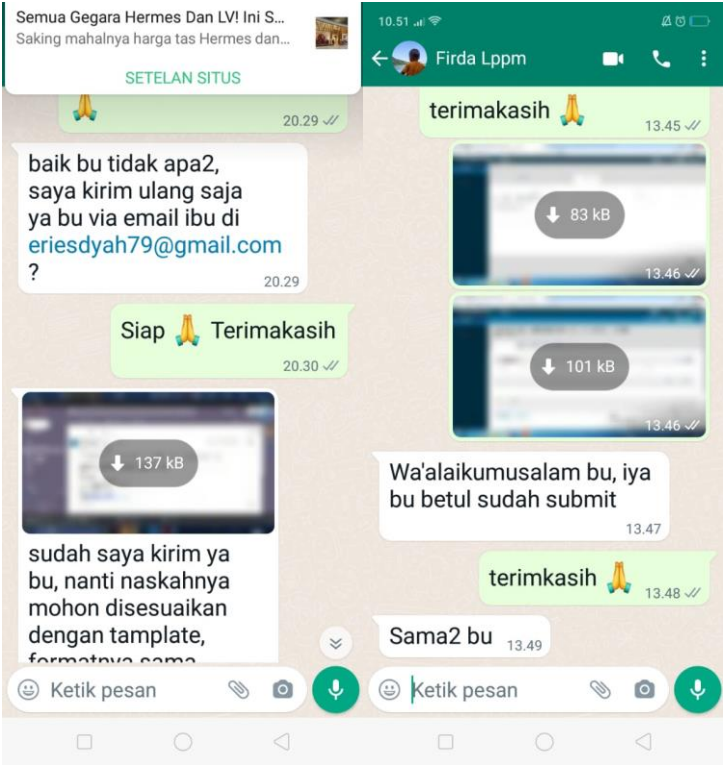 Semua Gegara Hermes Dan LV! Ini S...
Saking mahalnya harga tas Hermes dan...
SETELAN SITUS
🙏
20.29
baik bu tidak apa2,
saya kirim ulang saja
ya bu via email ibu di
eriesdyah79@gmail.com
?
20.29
Siap 🙏 Terimakasih
20.30
137 kB
sudah saya kirim ya
bu, nanti naskahnya
mohon disesuaikan
dengan tamplate,
formatnya sama
Ketik pesan
10.51
Firda Lppm
terimakasih 🙏
13.45
83 kB
13.46
101 kB
13.46
Wa'alaikumusalam bu, iya
bu betul sudah submit
13.47
terimkasih 🙏
13.48
Sama2 bu
13.49
Ketik pesan